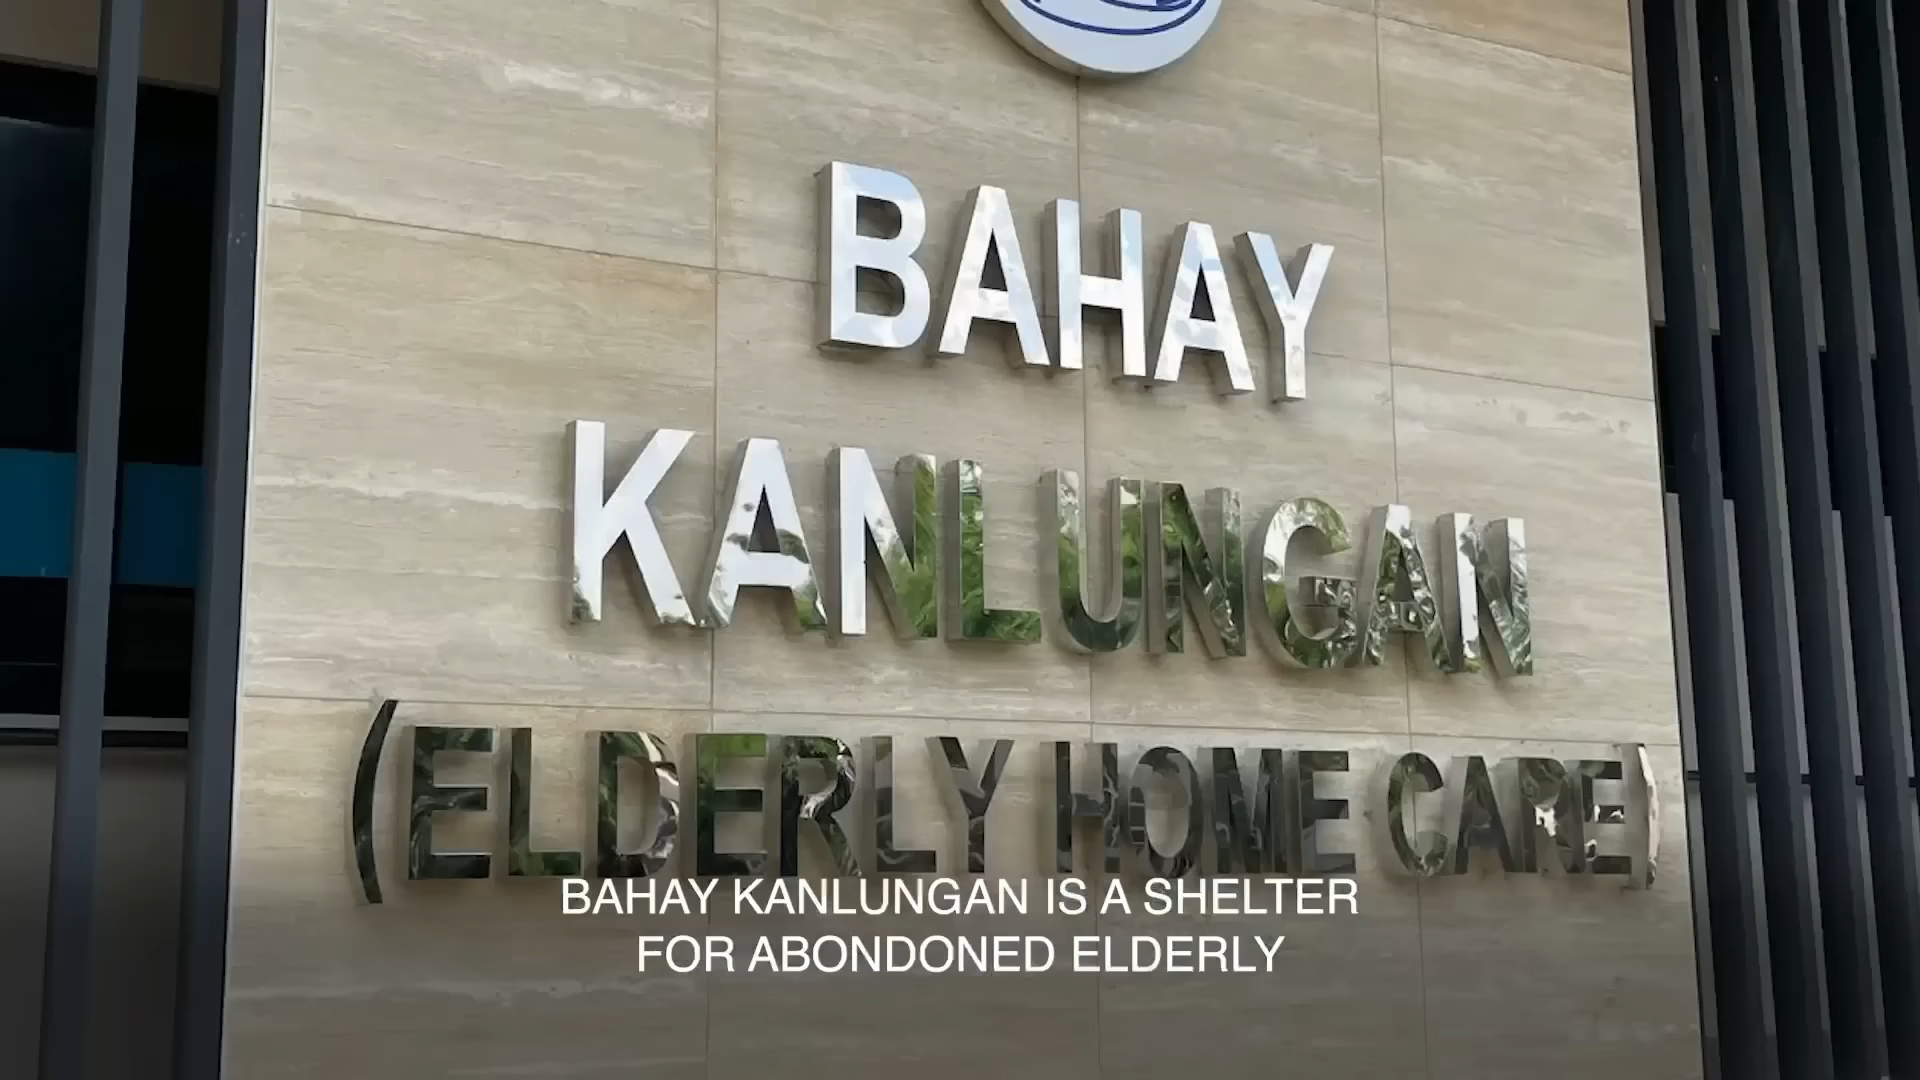 BAHAY
KANLUNGAN
(ELDERLY HOME CARE)
BAHAY KANLUNGAN IS A SHELTER
FOR ABONDONED ELDERLY